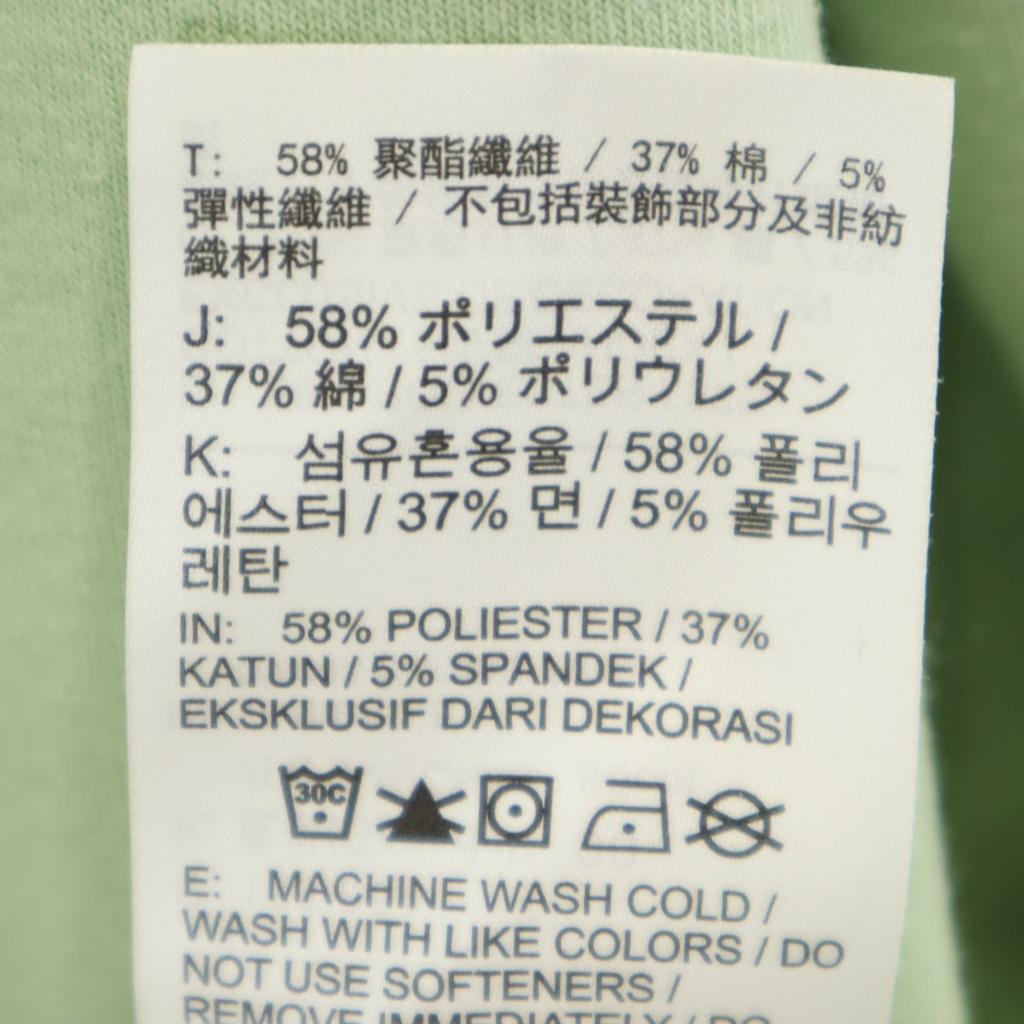 T: 58% 聚酯纖維 / 37% 棉 / 5%
彈性纖維 / 不包括裝飾部分及非紡
織材料
J: 58% ポリエステル /
37% 綿 / 5% ポリウレタン
K: 섬유혼용율 / 58% 폴리
에스터 / 37% 면 / 5% 폴리우
레탄
IN: 58% POLIESTER / 37%
KATUN / 5% SPANDEK /
EKSKLUSIF DARI DEKORASI
30C
E: MACHINE WASH COLD /
WASH WITH LIKE COLORS / DO
NOT USE SOFTENERS /
REMOVE IMMEDIATELY / DO